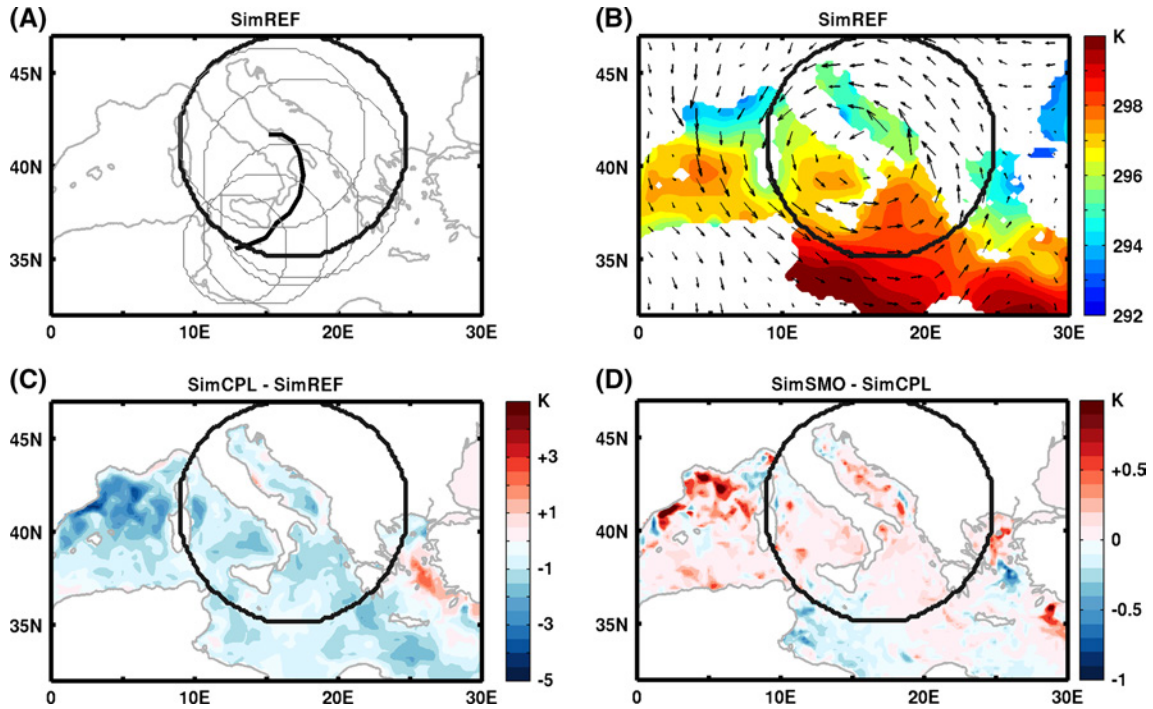 (A) SimREF
45N
40N
35N
0 10E 20E 30E
(B) SimREF
45N
40N
35N
0 10E 20E 30E
K
298
296
294
292
(C) SimCPL - SimREF
45N
40N
35N
0 10E 20E 30E
K
+3
+1
-1
-3
-5
(D) SimSMO - SimCPL
45N
40N
35N
0 10E 20E 30E
K
+0.5
0
-0.5
-1